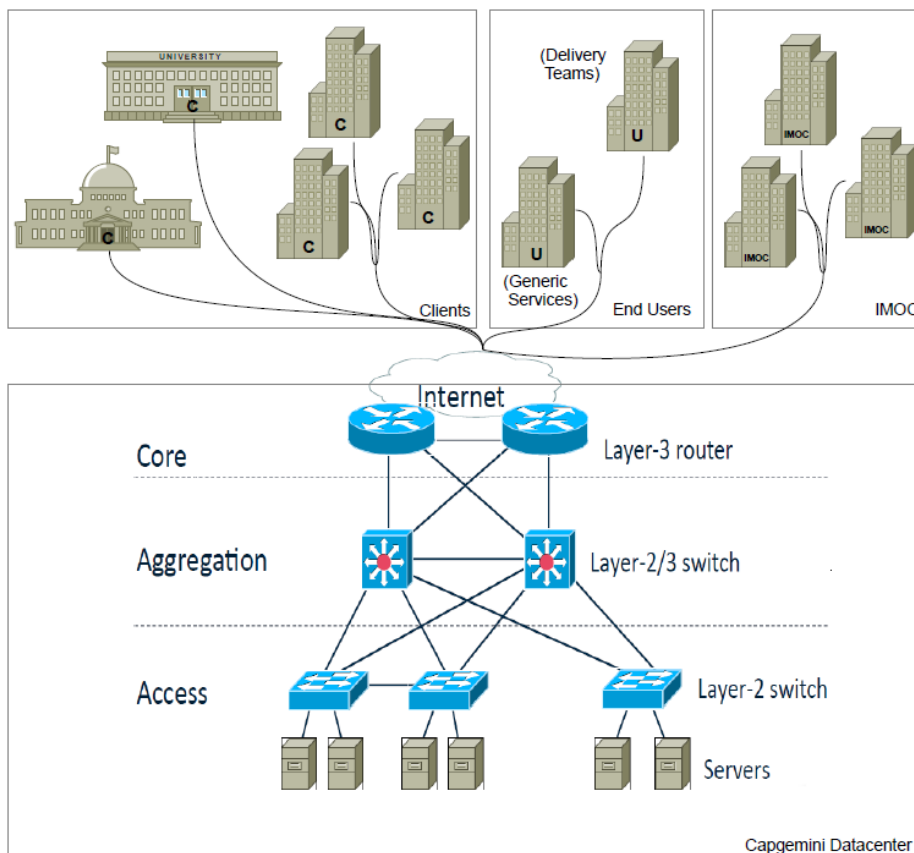 UNIVERSITY
C
C
C
C
C
Clients
(Delivery
Teams)
U
U
(Generic
Services)
End Users
IMOC
IMOC
IMOC
IMOC
Internet
Core
Layer-3 router
Aggregation
Layer-2/3 switch
Access
Layer-2 switch
Servers
Capgemini Datacenter